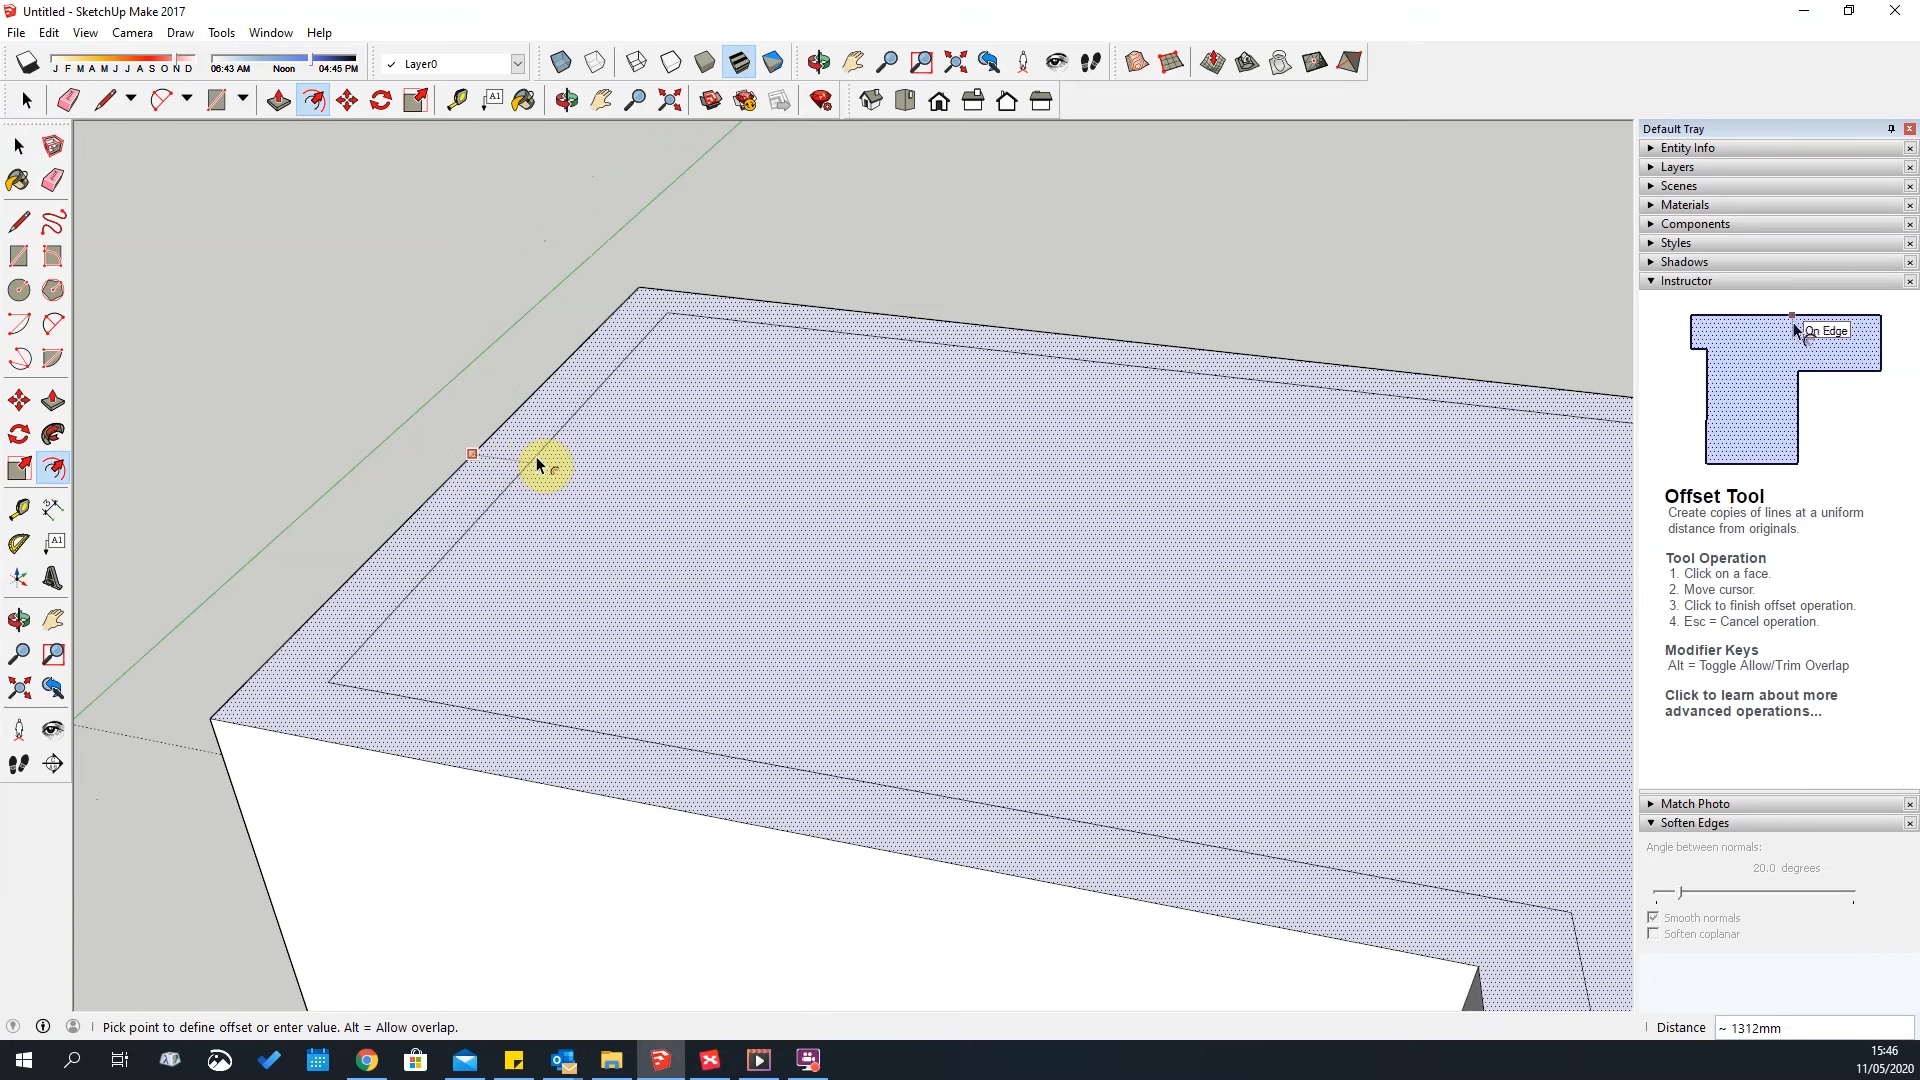 Untitled - SketchUp Make 2017
File Edit View Camera Draw Tools Window Help
J F M A M J J A S O N D 06:43 AM Noon 04:45 PM
✓ Layer0
A1
Default Tray
Entity Info
Layers
Scenes
Materials
Components
Styles
Shadows
Instructor
On Edge
Offset Tool
Create copies of lines at a uniform
distance from originals.
Tool Operation
1. Click on a face.
2. Move cursor.
3. Click to finish offset operation.
4. Esc = Cancel operation.
Modifier Keys
Alt = Toggle Allow/Trim Overlap
Click to learn about more
advanced operations...
A1
Match Photo
Soften Edges
Angle between normals:
20.0 degrees
Smooth normals
Soften coplanar
Pick point to define offset or enter value. Alt = Allow overlap.
Distance ~ 1312mm
15:46
11/05/2020